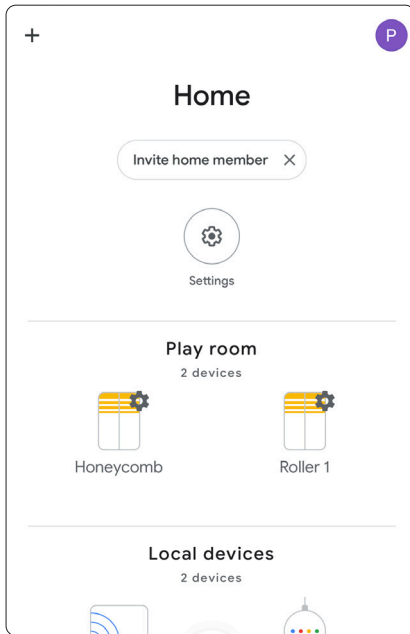 +
P
Home
Invite home member ×
Settings
Play room
2 devices
Honeycomb
Roller 1
Local devices
2 devices